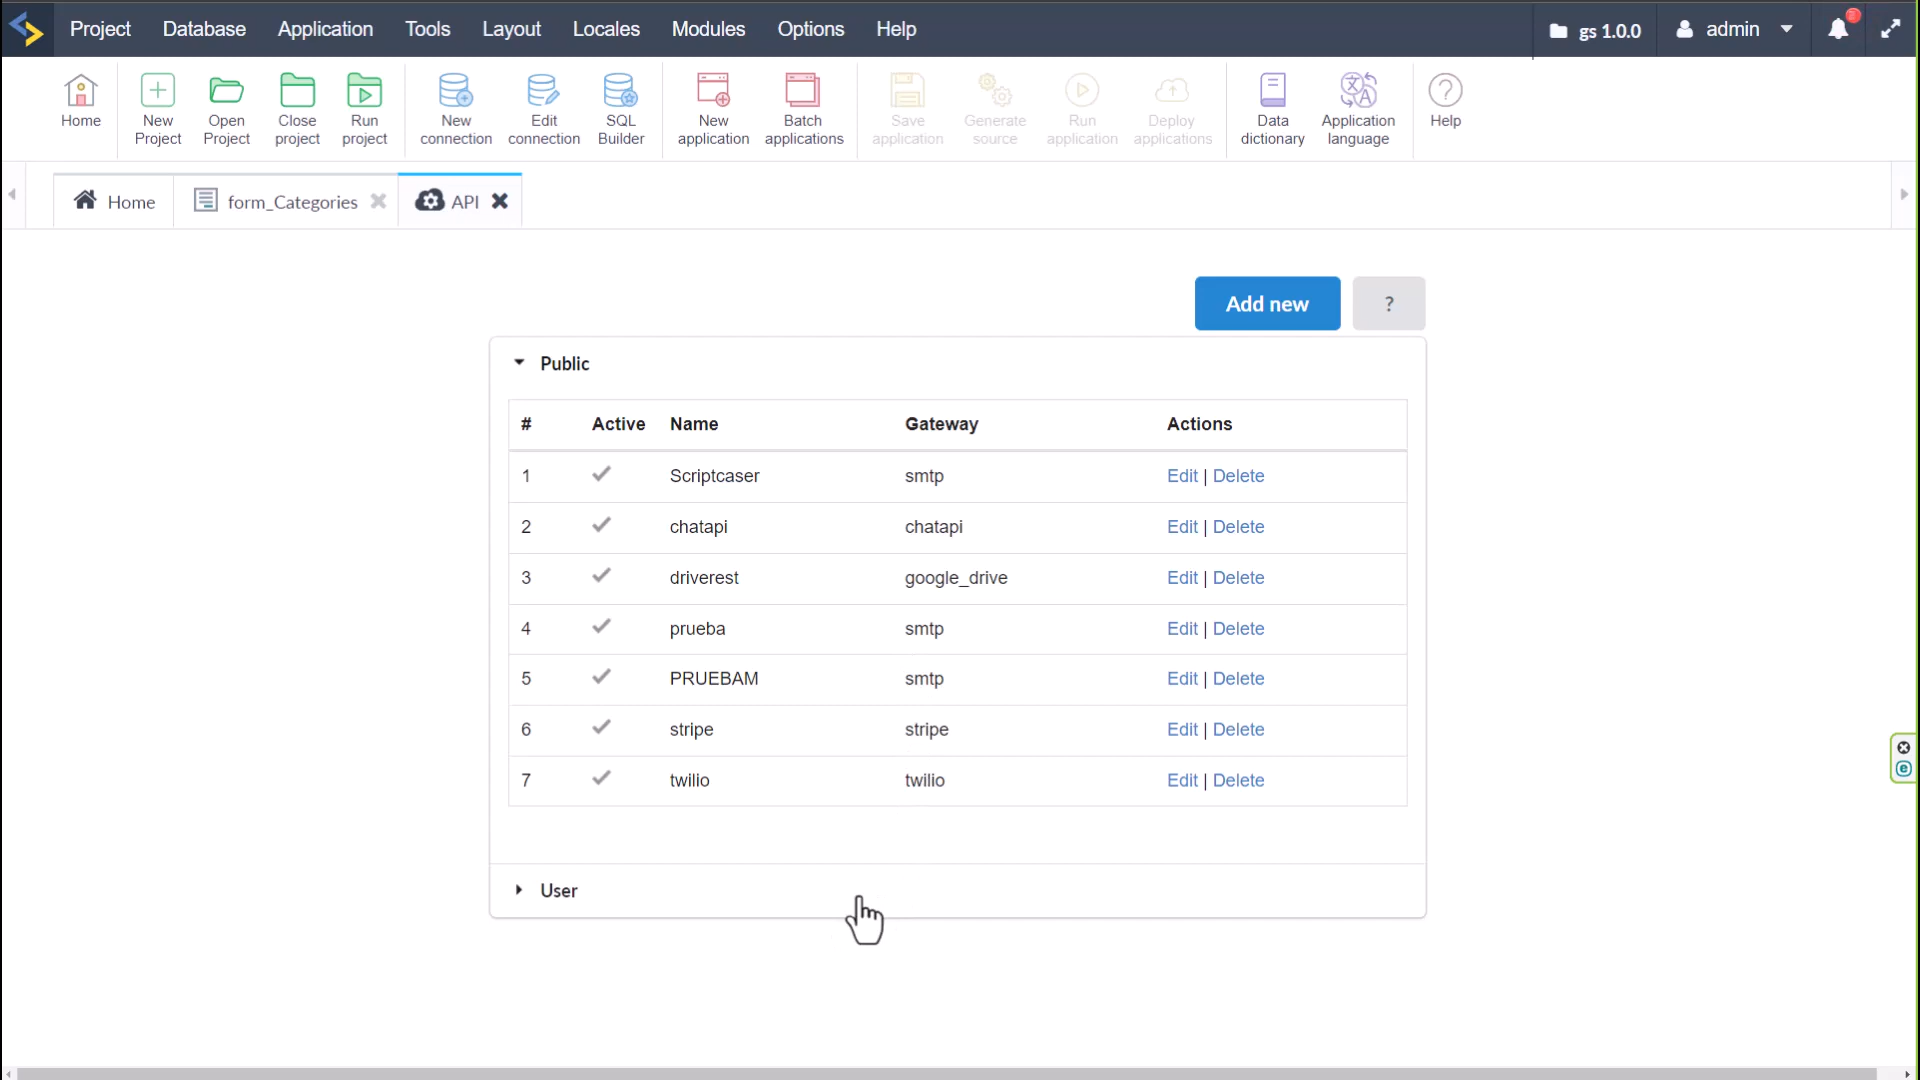 Project Database Application Tools Layout Locales Modules Options Help gs 1.0.0 admin
Home New Project Open Project Close project Run project New connection Edit connection SQL Builder New application Batch applications Save application Generate source Run application Deploy applications Data dictionary Application language Help
Home form_Categories API
Add new ?
Public
# Active Name Gateway Actions
1 Scriptcaser smtp Edit | Delete
2 chatapi chatapi Edit | Delete
3 driverest google_drive Edit | Delete
4 prueba smtp Edit | Delete
5 PRUEBAM smtp Edit | Delete
6 stripe stripe Edit | Delete
7 twilio twilio Edit | Delete
User